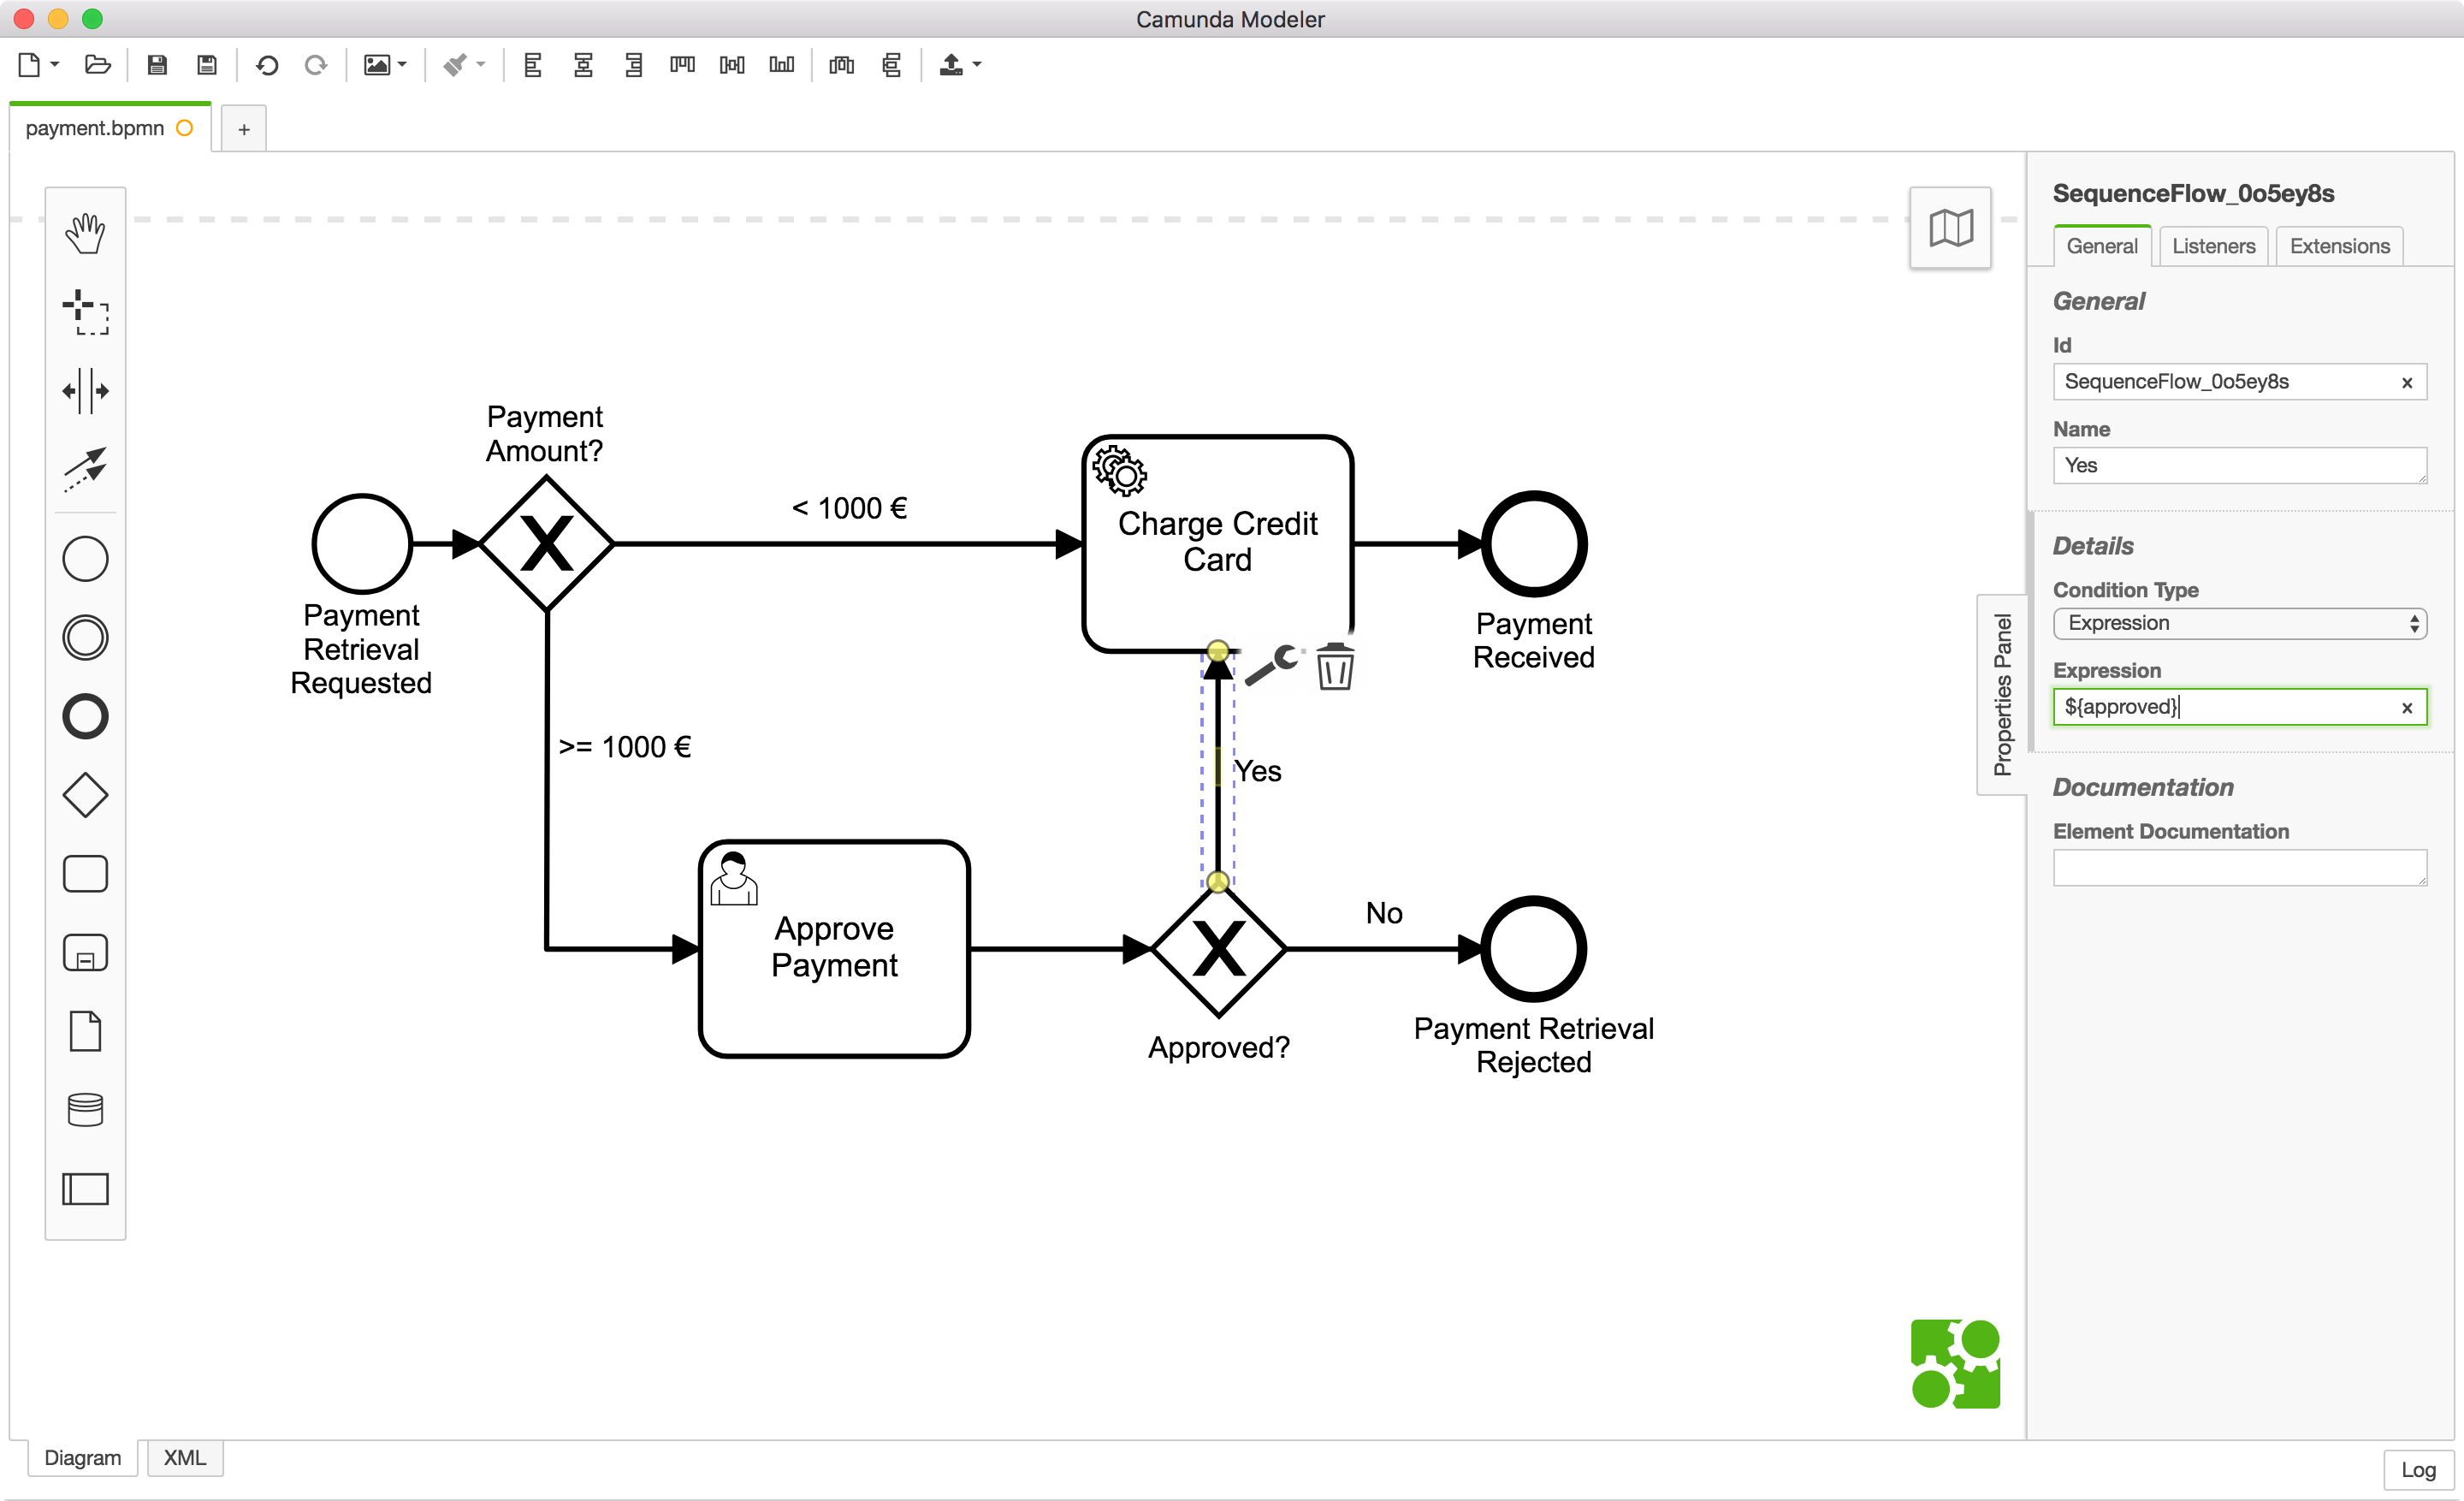 Camunda Modeler
payment.bpmn
+
SequenceFlow_0o5ey8s
General
Listeners
Extensions
General
Id
SequenceFlow_0o5ey8s
Name
Yes
Details
Condition Type
Expression
Expression
${approved}
Documentation
Element Documentation
Properties Panel
Payment
Amount?
< 1000 €
Charge Credit
Card
Payment
Retrieval
Requested
Payment
Received
>= 1000 €
Yes
Approve
Payment
No
Approved?
Payment Retrieval
Rejected
Diagram
XML
Log